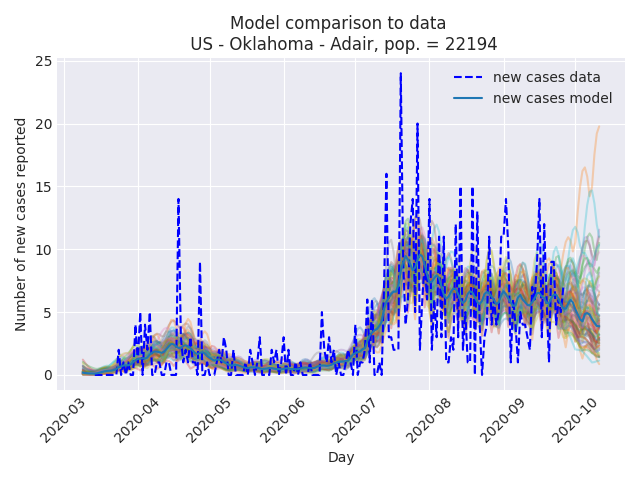 Model comparison to data
US - Oklahoma - Adair, pop. = 22194
new cases data
new cases model
Number of new cases reported
25
20
15
10
5
0
2020-03
2020-04
2020-05
2020-06
2020-07
2020-08
2020-09
2020-10
Day